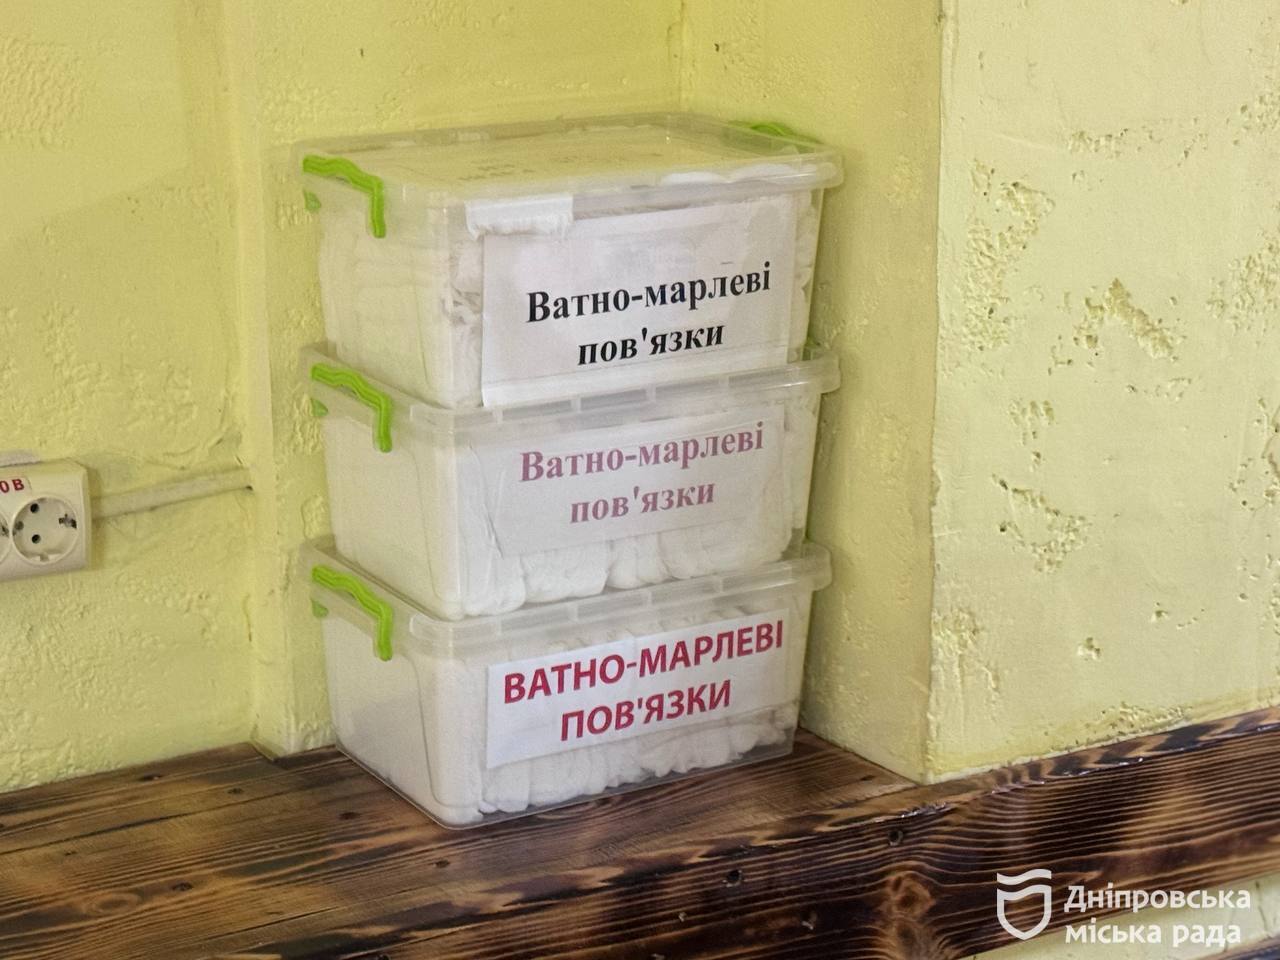 Ватно-марлеві
пов'язки
Ватно-марлеві
пов'язки
ВАТНО-МАРЛЕВІ
ПОВ'ЯЗКИ
Дніпровська
міська рада